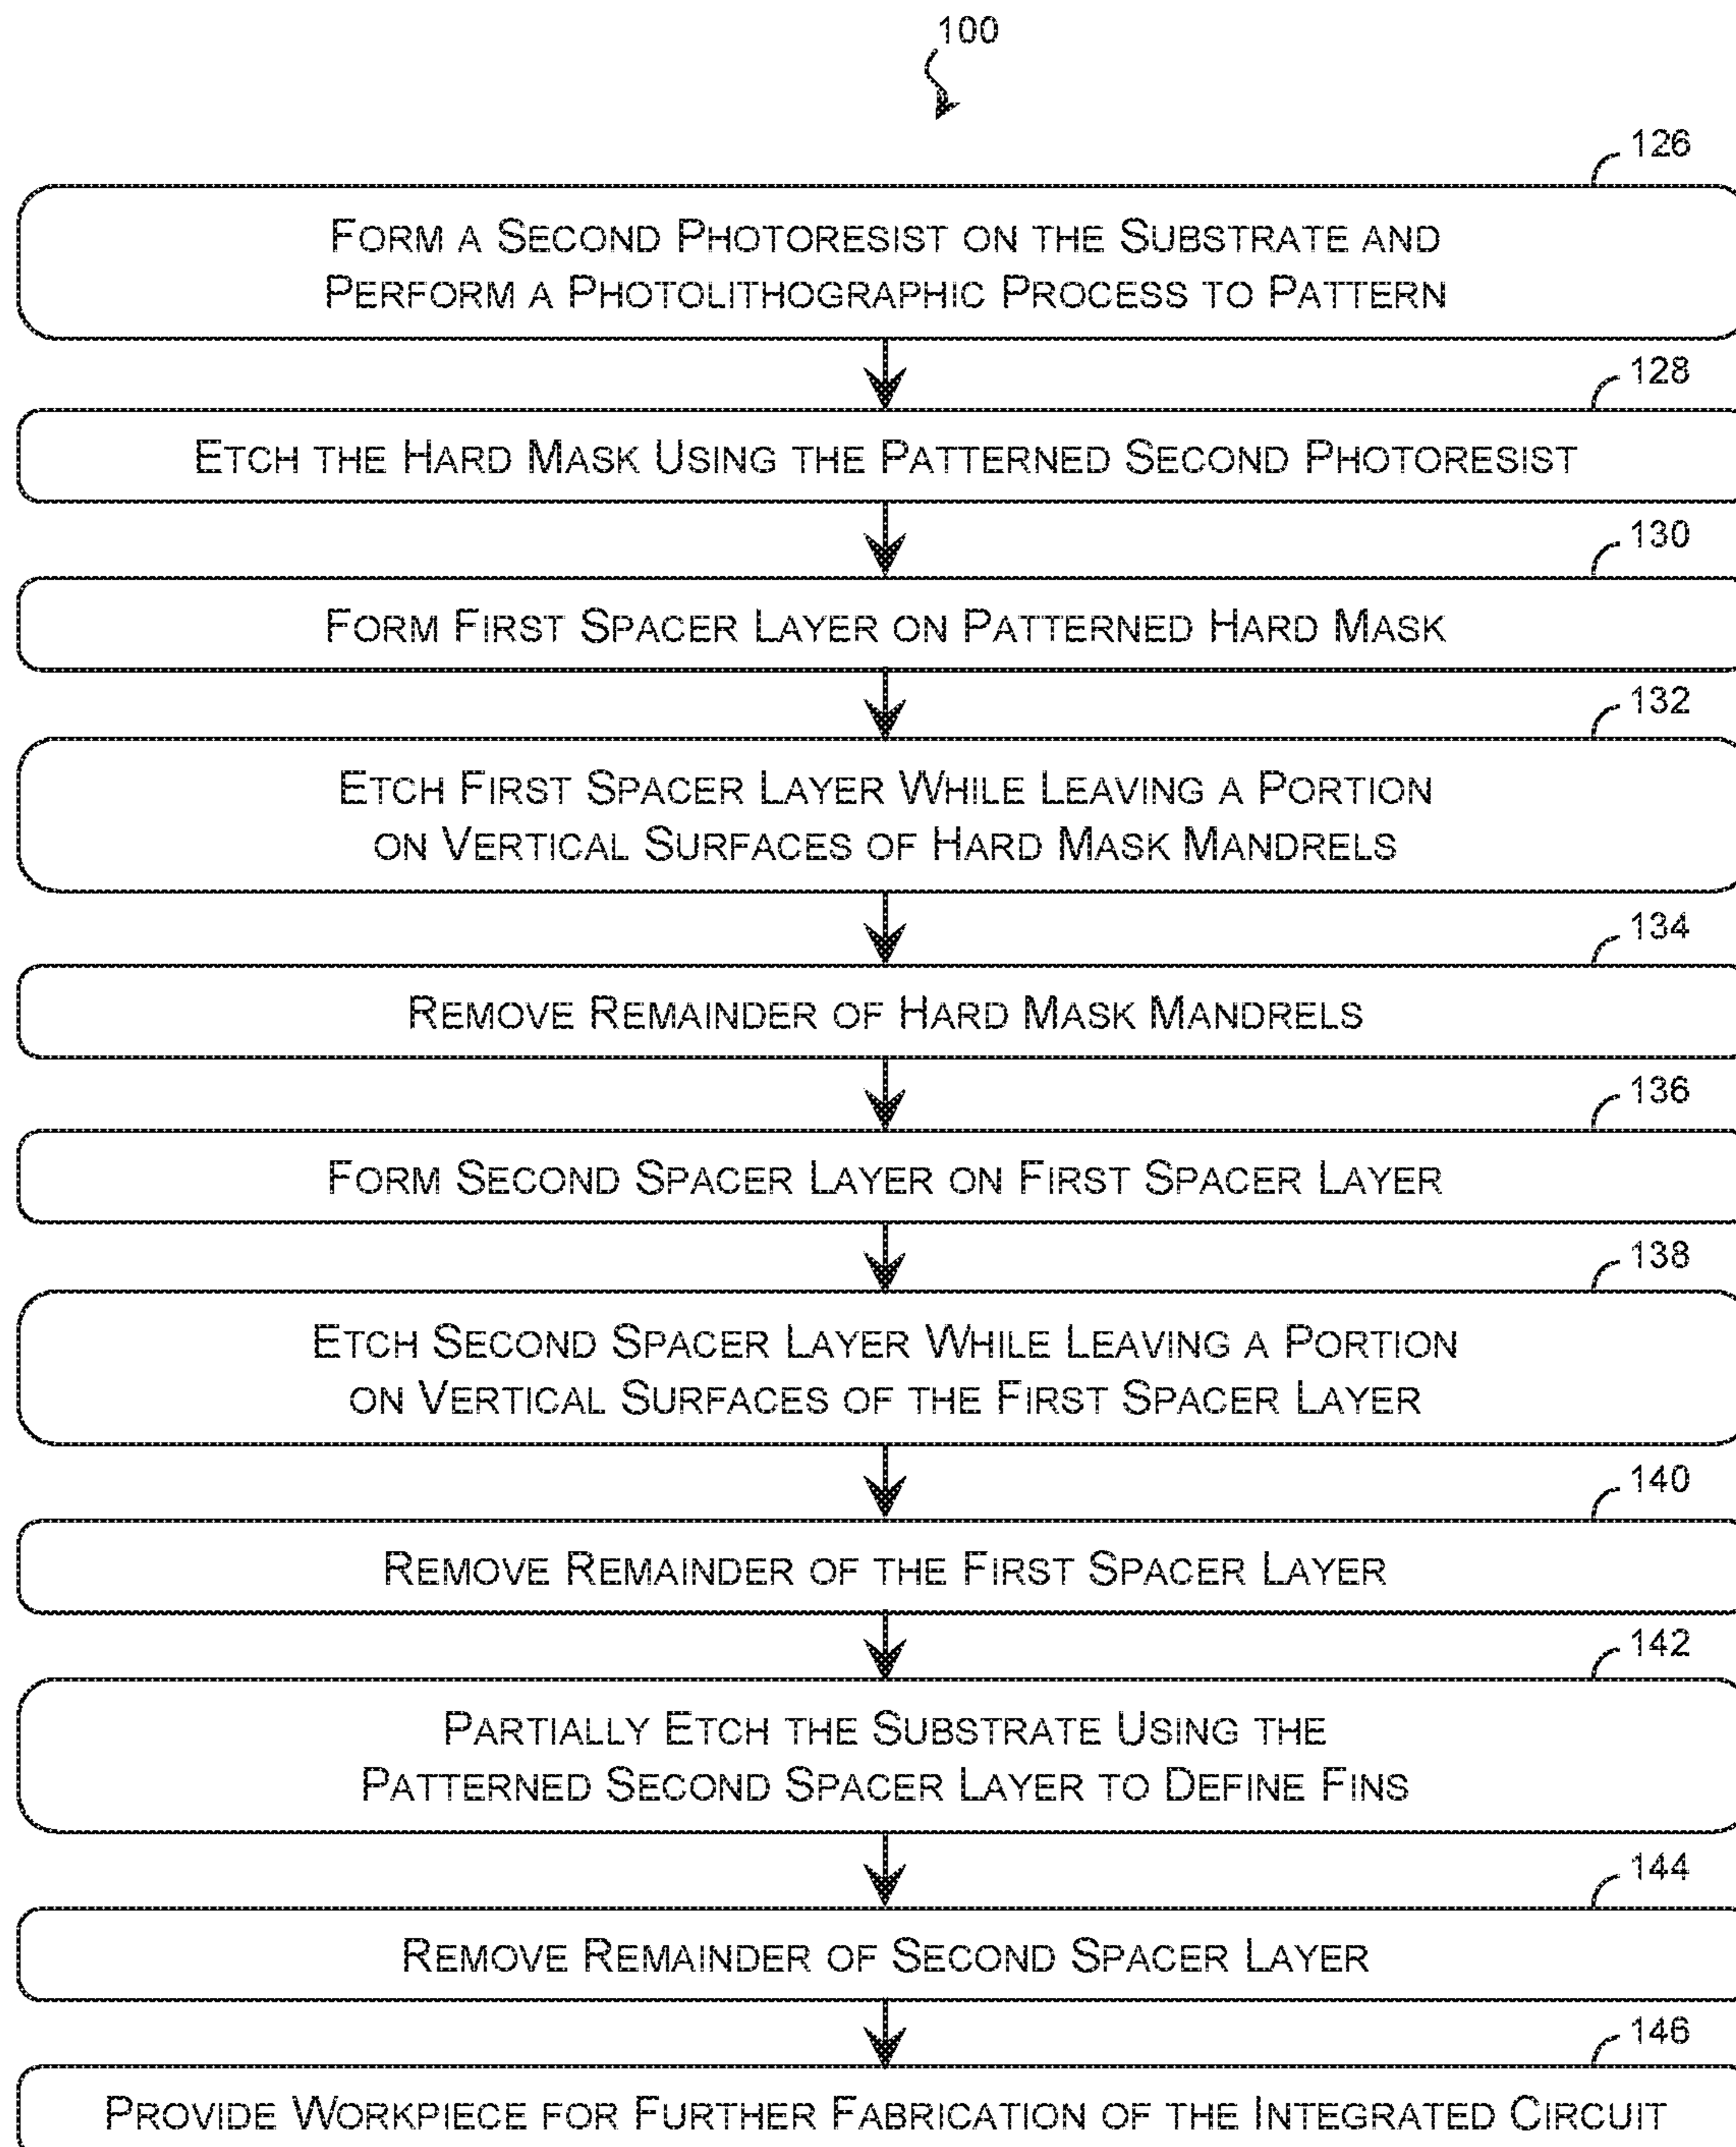 100
126
FORM A SECOND PHOTORESIST ON THE SUBSTRATE AND
PERFORM A PHOTOLITHOGRAPHIC PROCESS TO PATTERN
128
ETCH THE HARD MASK USING THE PATTERNED SECOND PHOTORESIST
130
FORM FIRST SPACER LAYER ON PATTERNED HARD MASK
132
ETCH FIRST SPACER LAYER WHILE LEAVING A PORTION
ON VERTICAL SURFACES OF HARD MASK MANDRELS
134
REMOVE REMAINDER OF HARD MASK MANDRELS
136
FORM SECOND SPACER LAYER ON FIRST SPACER LAYER
138
ETCH SECOND SPACER LAYER WHILE LEAVING A PORTION
ON VERTICAL SURFACES OF THE FIRST SPACER LAYER
140
REMOVE REMAINDER OF THE FIRST SPACER LAYER
142
PARTIALLY ETCH THE SUBSTRATE USING THE
PATTERNED SECOND SPACER LAYER TO DEFINE FINS
144
REMOVE REMAINDER OF SECOND SPACER LAYER
146
PROVIDE WORKPIECE FOR FURTHER FABRICATION OF THE INTEGRATED CIRCUIT